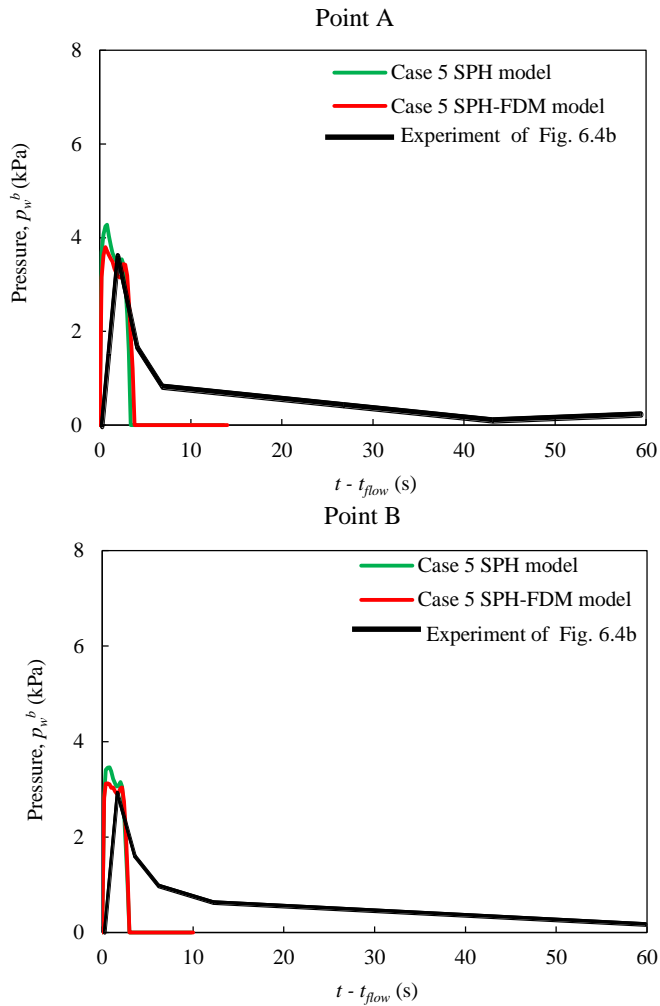 Point A
8
6
4
2
0
Pressure, p_w^b (kPa)
Case 5 SPH model
Case 5 SPH-FDM model
Experiment of Fig. 6.4b
0 10 20 30 40 50 60
t - t_flow (s)
Point B
8
6
4
2
0
Pressure, p_w^b (kPa)
Case 5 SPH model
Case 5 SPH-FDM model
Experiment of Fig. 6.4b
0 10 20 30 40 50 60
t - t_flow (s)